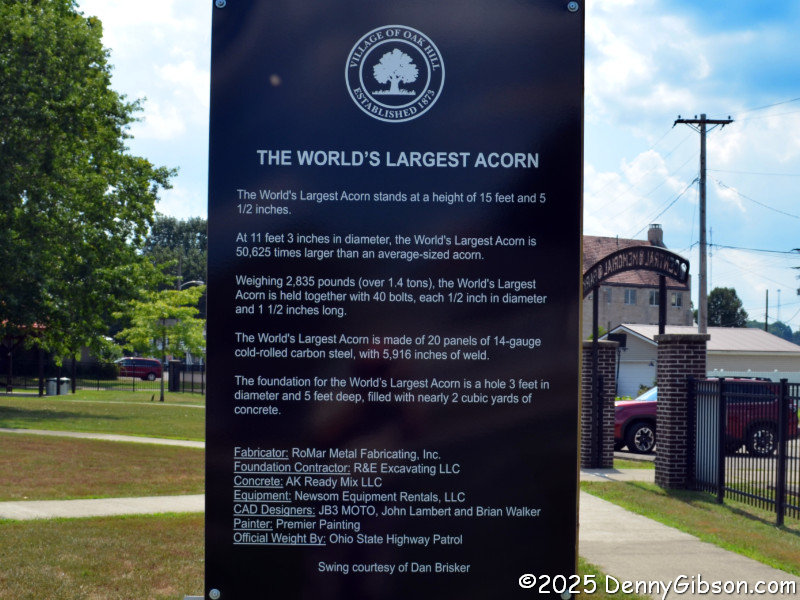 VILLAGE OF OAK HILL
ESTABLISHED 1873
THE WORLD'S LARGEST ACORN
The World's Largest Acorn stands at a height of 15 feet and 5
1/2 inches.
At 11 feet 3 inches in diameter, the World's Largest Acorn is
50,625 times larger than an average-sized acorn.
Weighing 2,835 pounds (over 1.4 tons), the World's Largest
Acorn is held together with 40 bolts, each 1/2 inch in diameter
and 1 1/2 inches long.
The World's Largest Acorn is made of 20 panels of 14-gauge
cold-rolled carbon steel, with 5,916 inches of weld.
The foundation for the World's Largest Acorn is a hole 3 feet in
diameter and 5 feet deep, filled with nearly 2 cubic yards of
concrete.
Fabricator: RoMar Metal Fabricating, Inc.
Foundation Contractor: R&E Excavating LLC
Concrete: AK Ready Mix LLC
Equipment: Newsom Equipment Rentals, LLC
CAD Designers: JB3 MOTO, John Lambert and Brian Walker
Painter: Premier Painting
Official Weight By: Ohio State Highway Patrol
Swing courtesy of Dan Brisker
CENTRAL MEMORIAL
©2025 DennyGibson.com